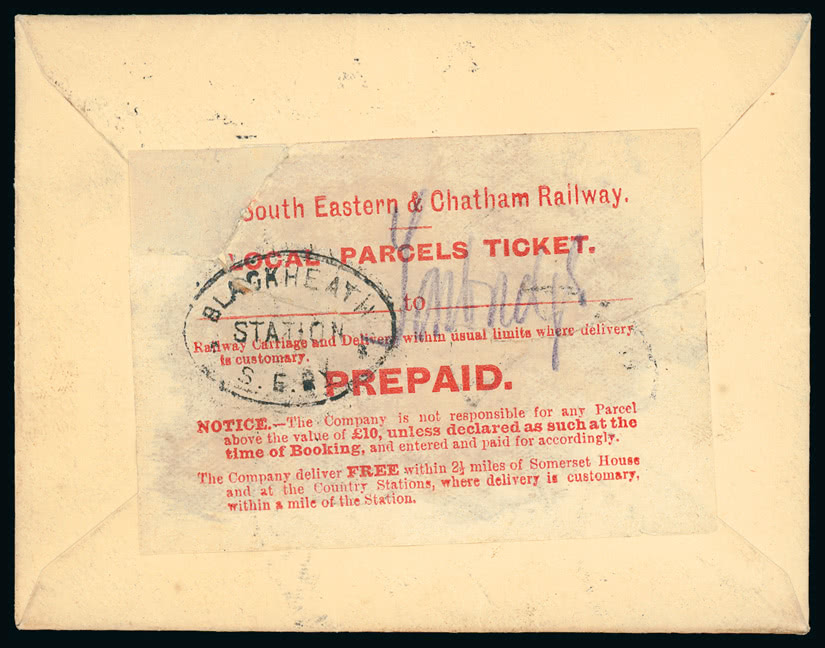 South Eastern & Chatham Railway.
LOCAL PARCELS TICKET.
BLACKHEATH
STATION
S.E.RY
to
Railway Carriage and Delivery within usual limits where delivery
is customary.
PREPAID.
NOTICE.—The Company is not responsible for any Parcel
above the value of £10, unless declared as such at the
time of Booking, and entered and paid for accordingly.
The Company deliver FREE within 2½ miles of Somerset House
and at the Country Stations, where delivery is customary,
within a mile of the Station.